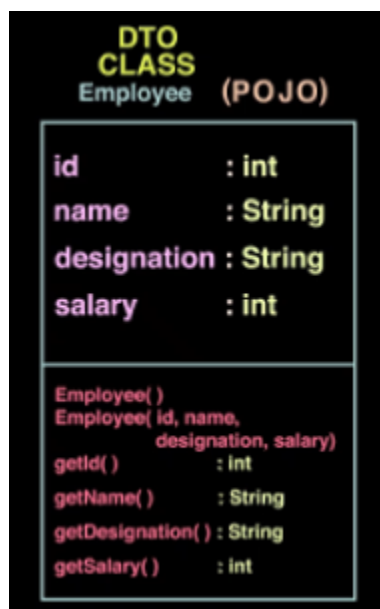 DTO
CLASS
Employee (POJO)
id : int
name : String
designation : String
salary : int
Employee( )
Employee( id, name,
designation, salary)
getId( ) : int
getName( ) : String
getDesignation( ) : String
getSalary( ) : int